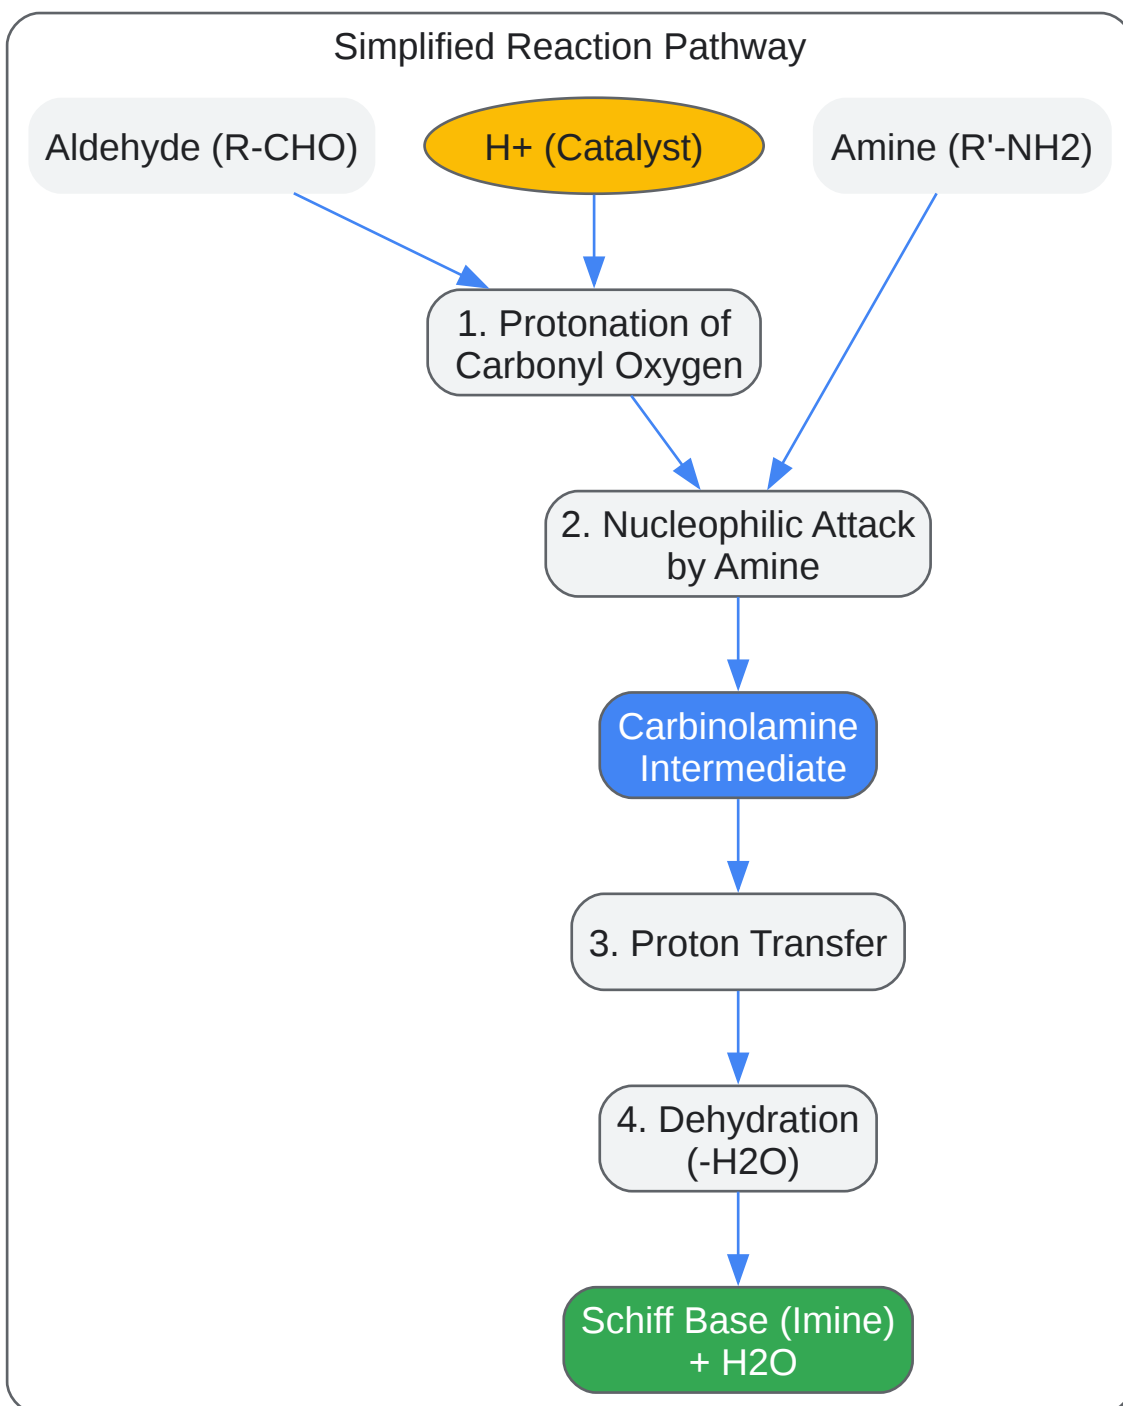 Simplified Reaction Pathway
Aldehyde (R-CHO)
H+ (Catalyst)
Amine (R'-NH2)
1. Protonation of
Carbonyl Oxygen
2. Nucleophilic Attack
by Amine
Carbinolamine
Intermediate
3. Proton Transfer
4. Dehydration
(-H2O)
Schiff Base (Imine)
+ H2O